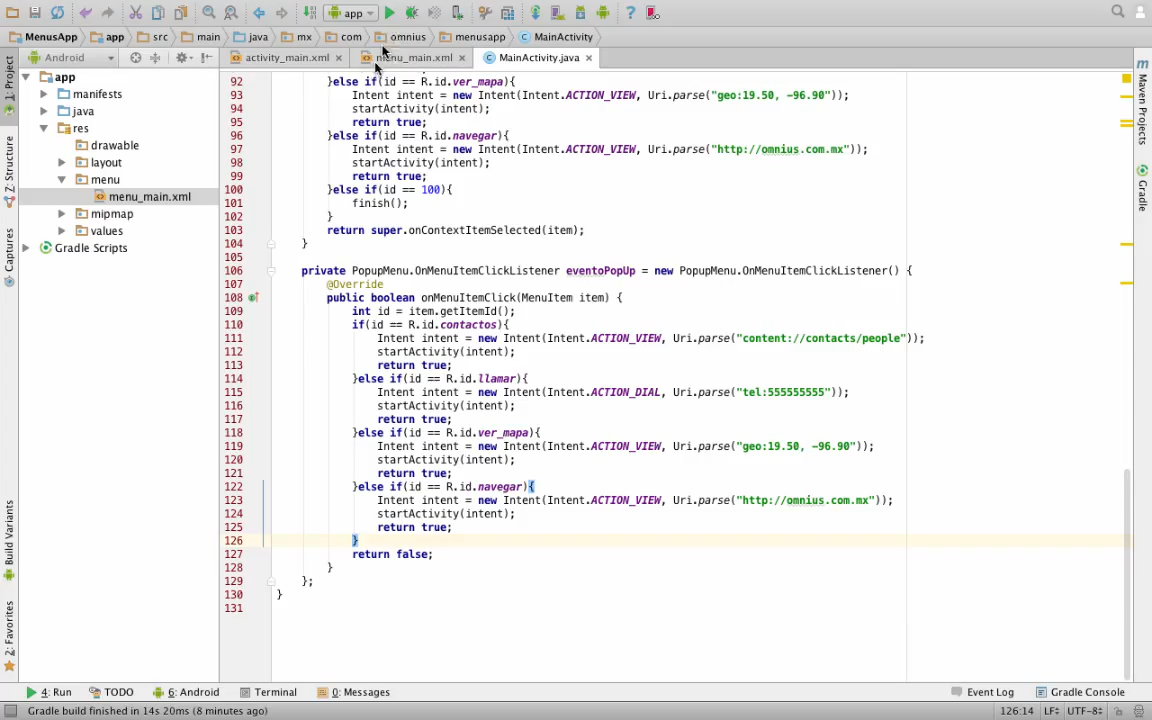 app
MenusApp app src main java mx com omnius menusapp MainActivity
Android activity_main.xml menu_main.xml MainActivity.java
1: Project
Z: Structure
Captures
Build Variants
2: Favorites
app
manifests
java
res
drawable
layout
menu
menu_main.xml
mipmap
values
Gradle Scripts
92 }else if(id == R.id.ver_mapa){
93 Intent intent = new Intent(Intent.ACTION_VIEW, Uri.parse("geo:19.50, -96.90"));
94 startActivity(intent);
95 return true;
96 }else if(id == R.id.navegar){
97 Intent intent = new Intent(Intent.ACTION_VIEW, Uri.parse("http://omnius.com.mx"));
98 startActivity(intent);
99 return true;
100 }else if(id == 100){
101 finish();
102 }
103 return super.onContextItemSelected(item);
104 }
105
106 private PopupMenu.OnMenuItemClickListener eventoPopUp = new PopupMenu.OnMenuItemClickListener() {
107 @Override
108 public boolean onMenuItemClick(MenuItem item) {
109 int id = item.getItemId();
110 if(id == R.id.contactos){
111 Intent intent = new Intent(Intent.ACTION_VIEW, Uri.parse("content://contacts/people"));
112 startActivity(intent);
113 return true;
114 }else if(id == R.id.llamar){
115 Intent intent = new Intent(Intent.ACTION_DIAL, Uri.parse("tel:555555555"));
116 startActivity(intent);
117 return true;
118 }else if(id == R.id.ver_mapa){
119 Intent intent = new Intent(Intent.ACTION_VIEW, Uri.parse("geo:19.50, -96.90"));
120 startActivity(intent);
121 return true;
122 }else if(id == R.id.navegar){
123 Intent intent = new Intent(Intent.ACTION_VIEW, Uri.parse("http://omnius.com.mx"));
124 startActivity(intent);
125 return true;
126 }
127 return false;
128 }
129 };
130 }
131
Maven Projects
Gradle
4: Run TODO 6: Android Terminal 0: Messages Event Log Gradle Console
Gradle build finished in 14s 20ms (8 minutes ago) 126:14 LF÷ UTF-8÷